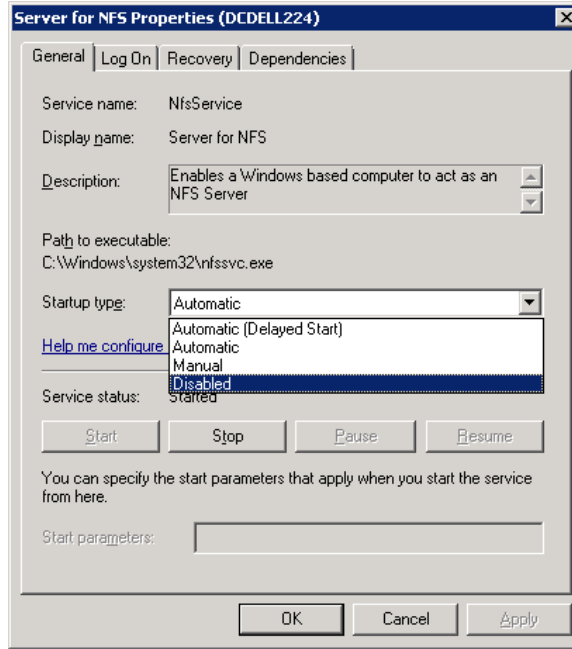 Server for NFS Properties (DCDELL224)
General Log On Recovery Dependencies
Service name: NfsService
Display name: Server for NFS
Description: Enables a Windows based computer to act as an
NFS Server
Path to executable:
C:\Windows\system32\nfssvc.exe
Startup type: Automatic
Automatic (Delayed Start)
Help me configure Automatic
Manual
Disabled
Service status: Started
Start Stop Pause Resume
You can specify the start parameters that apply when you start the service
from here.
Start parameters:
OK Cancel Apply